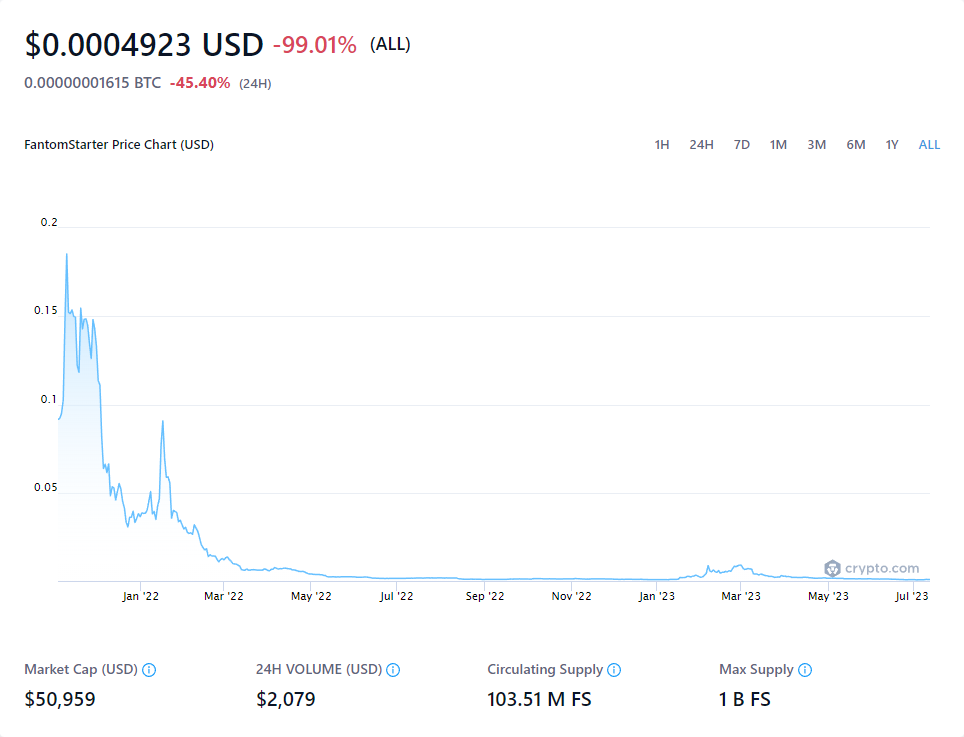 $0.0004923 USD -99.01% (ALL)
0.00000001615 BTC -45.40% (24H)
FantomStarter Price Chart (USD) 1H 24H 7D 1M 3M 6M 1Y ALL
0.2
0.15
0.1
0.05
crypto.com
Jan '22 Mar '22 May '22 Jul '22 Sep '22 Nov '22 Jan '23 Mar '23 May '23 Jul '23
Market Cap (USD) 24H VOLUME (USD) Circulating Supply Max Supply
$50,959 $2,079 103.51 M FS 1 B FS